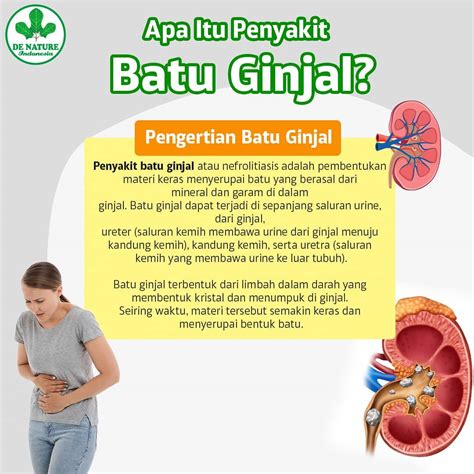 DE NATURE
Indonesia
Apa Itu Penyakit
Batu Ginjal?
Pengertian Batu Ginjal
Penyakit batu ginjal atau nefrolitiasis adalah pembentukan
materi keras menyerupai batu yang berasal dari
mineral dan garam di dalam
ginjal. Batu ginjal dapat terjadi di sepanjang saluran urine,
dari ginjal,
ureter (saluran kemih membawa urine dari ginjal menuju
kandung kemih), kandung kemih, serta uretra (saluran
kemih yang membawa urine ke luar tubuh).
Batu ginjal terbentuk dari limbah dalam darah yang
membentuk kristal dan menumpuk di ginjal.
Seiring waktu, materi tersebut semakin keras dan
menyerupai bentuk batu.